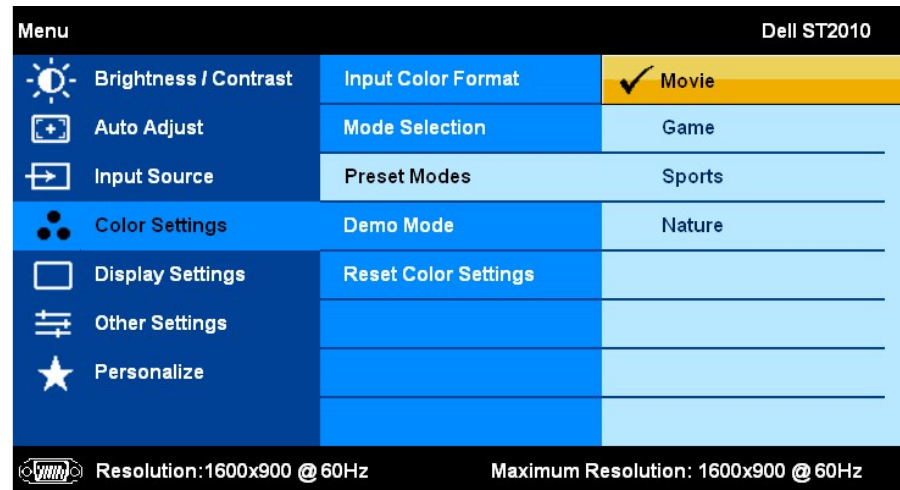 Menu Dell ST2010
Brightness / Contrast Input Color Format Movie
Auto Adjust Mode Selection Game
Input Source Preset Modes Sports
Color Settings Demo Mode Nature
Display Settings Reset Color Settings
Other Settings
Personalize
Resolution:1600x900 @60Hz Maximum Resolution: 1600x900 @60Hz